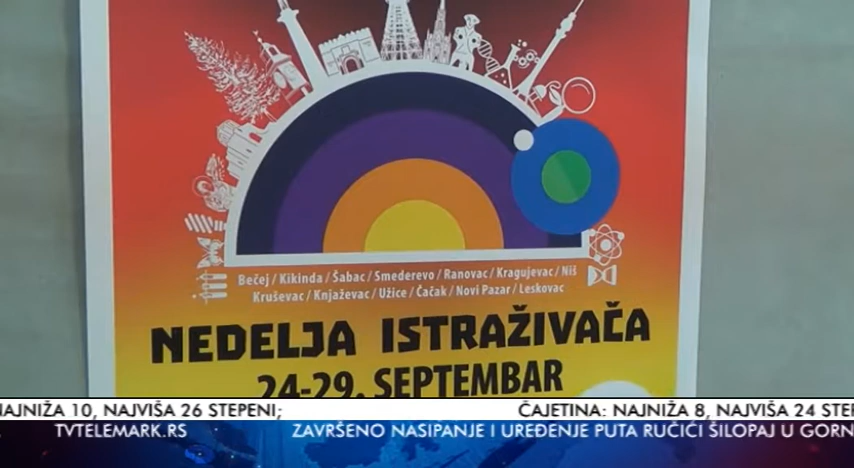 Bečej / Kikinda / Šabac / Smederevo / Ranovac / Kragujevac / Niš
Kruševac / Knjaževac / Užice / Čačak / Novi Pazar / Leskovac
NEDELJA ISTRAŽIVAČA
24-29. SEPTEMBAR
NAJNIŽA 10, NAJVIŠA 26 STEPENI; ČAJETINA: NAJNIŽA 8, NAJVIŠA 24
TVTELEMARK.RS ZAVRŠENO NASIPANJE I UREĐENJE PUTA RUČIĆI ŠILOPAJ U